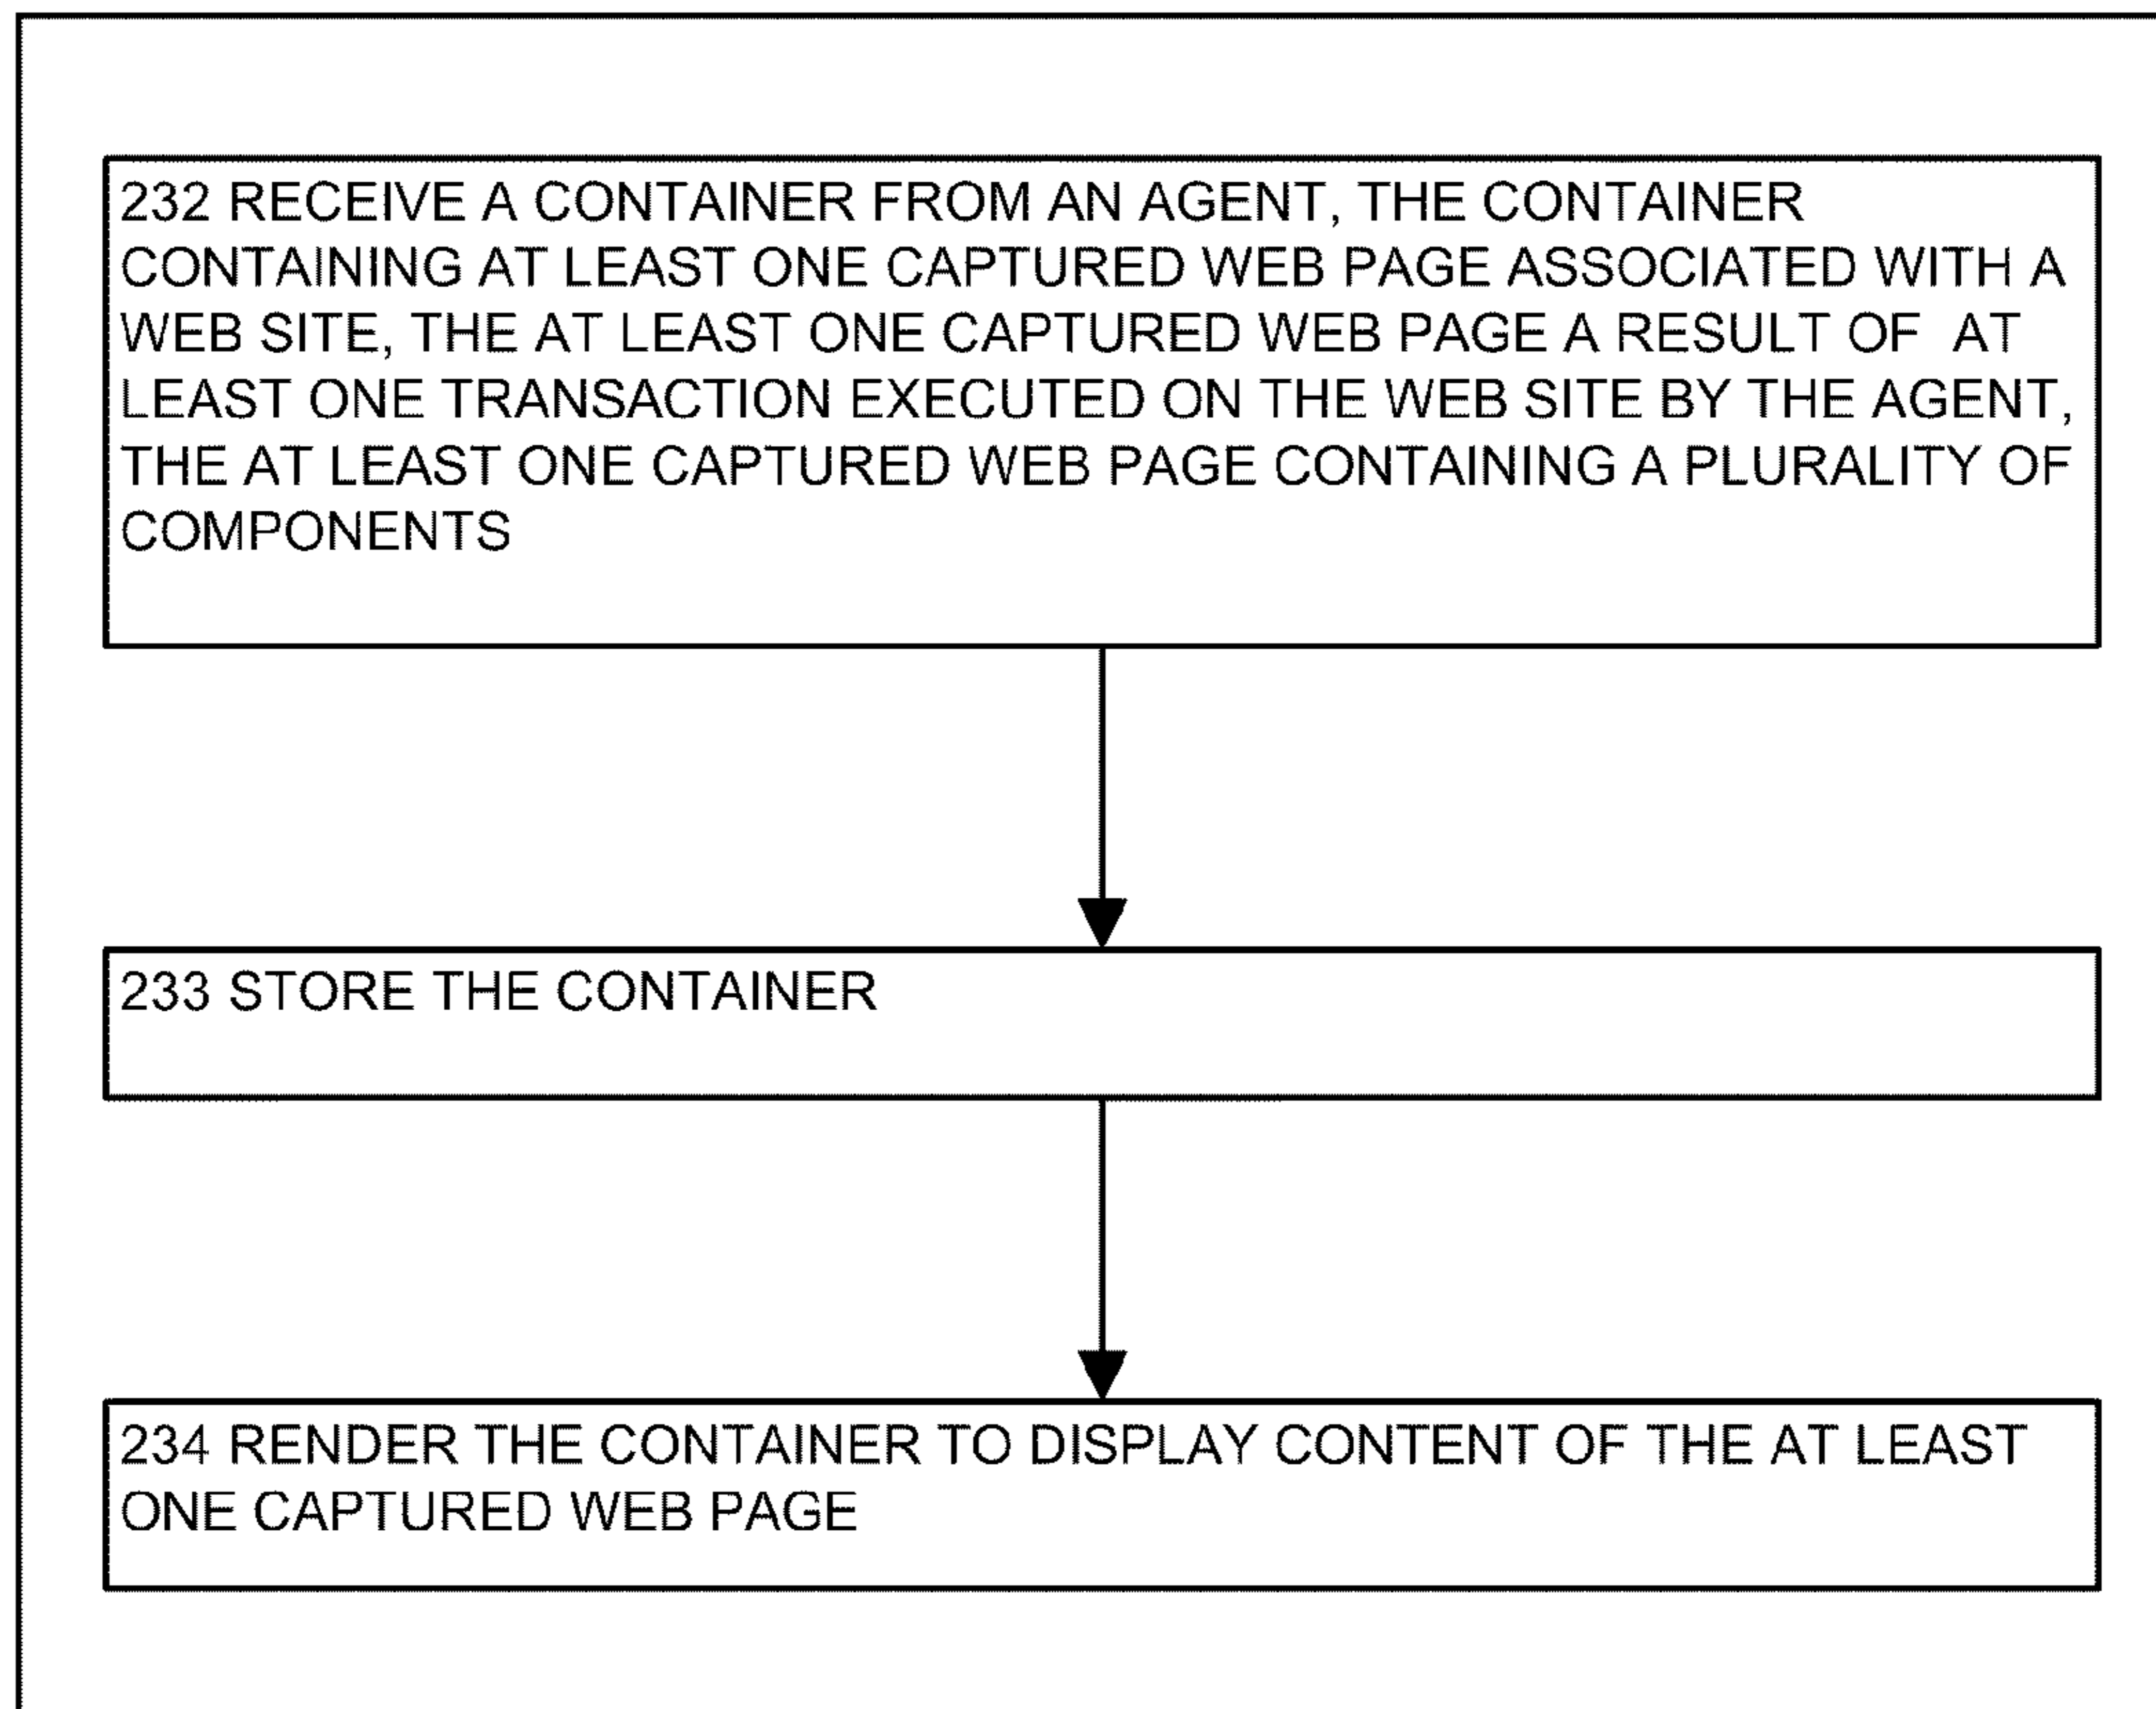 232 RECEIVE A CONTAINER FROM AN AGENT, THE CONTAINER
CONTAINING AT LEAST ONE CAPTURED WEB PAGE ASSOCIATED WITH A
WEB SITE, THE AT LEAST ONE CAPTURED WEB PAGE A RESULT OF  AT
LEAST ONE TRANSACTION EXECUTED ON THE WEB SITE BY THE AGENT,
THE AT LEAST ONE CAPTURED WEB PAGE CONTAINING A PLURALITY OF
COMPONENTS
233 STORE THE CONTAINER
234 RENDER THE CONTAINER TO DISPLAY CONTENT OF THE AT LEAST
ONE CAPTURED WEB PAGE